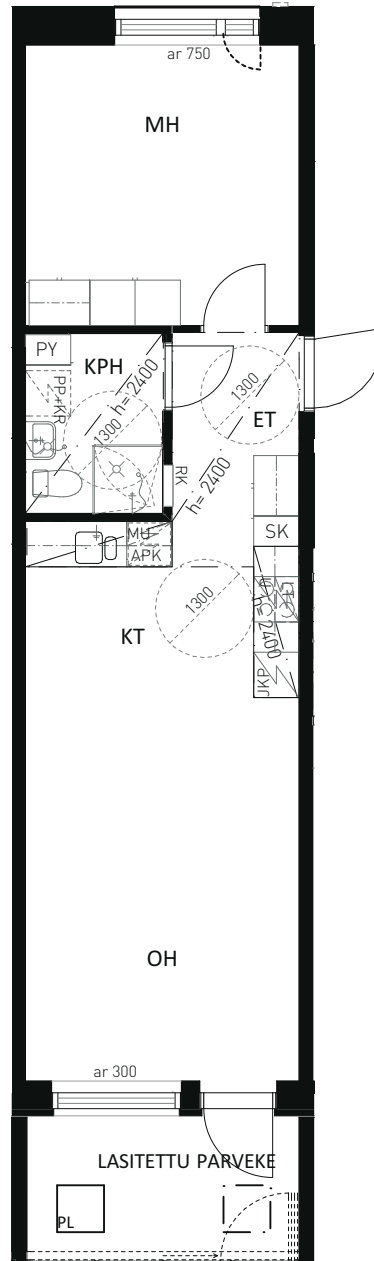 ar 750
MH
PY
KPH
PP+KR
h= 2400
1300
1300
ET
RK
h= 2400
SK
MU
APK
1300
KT
h= 2400
JKP
OH
ar 300
LASITETTU PARVEKE
PL